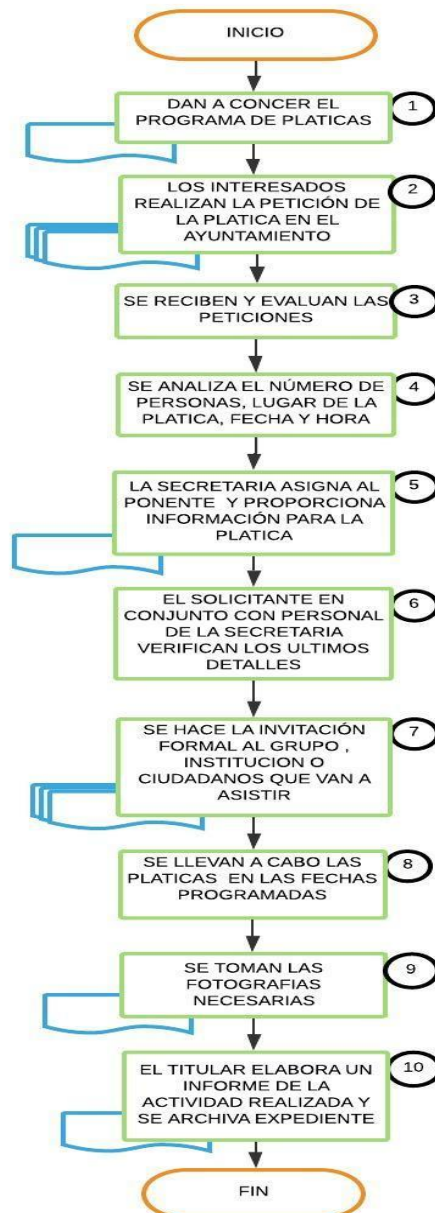 INICIO
DAN A CONCER EL
PROGRAMA DE PLATICAS
1
LOS INTERESADOS
REALIZAN LA PETICIÓN DE
LA PLATICA EN EL
AYUNTAMIENTO
2
SE RECIBEN Y EVALUAN LAS
PETICIONES
3
SE ANALIZA EL NÚMERO DE
PERSONAS, LUGAR DE LA
PLATICA, FECHA Y HORA
4
LA SECRETARIA ASIGNA AL
PONENTE Y PROPORCIONA
INFORMACIÓN PARA LA
PLATICA
5
EL SOLICITANTE EN
CONJUNTO CON PERSONAL
DE LA SECRETARIA
VERIFICAN LOS ULTIMOS
DETALLES
6
SE HACE LA INVITACIÓN
FORMAL AL GRUPO ,
INSTITUCION O
CIUDADANOS QUE VAN A
ASISTIR
7
SE LLEVAN A CABO LAS
PLATICAS EN LAS FECHAS
PROGRAMADAS
8
SE TOMAN LAS
FOTOGRAFIAS
NECESARIAS
9
EL TITULAR ELABORA UN
INFORME DE LA
ACTIVIDAD REALIZADA Y
SE ARCHIVA EXPEDIENTE
10
FIN